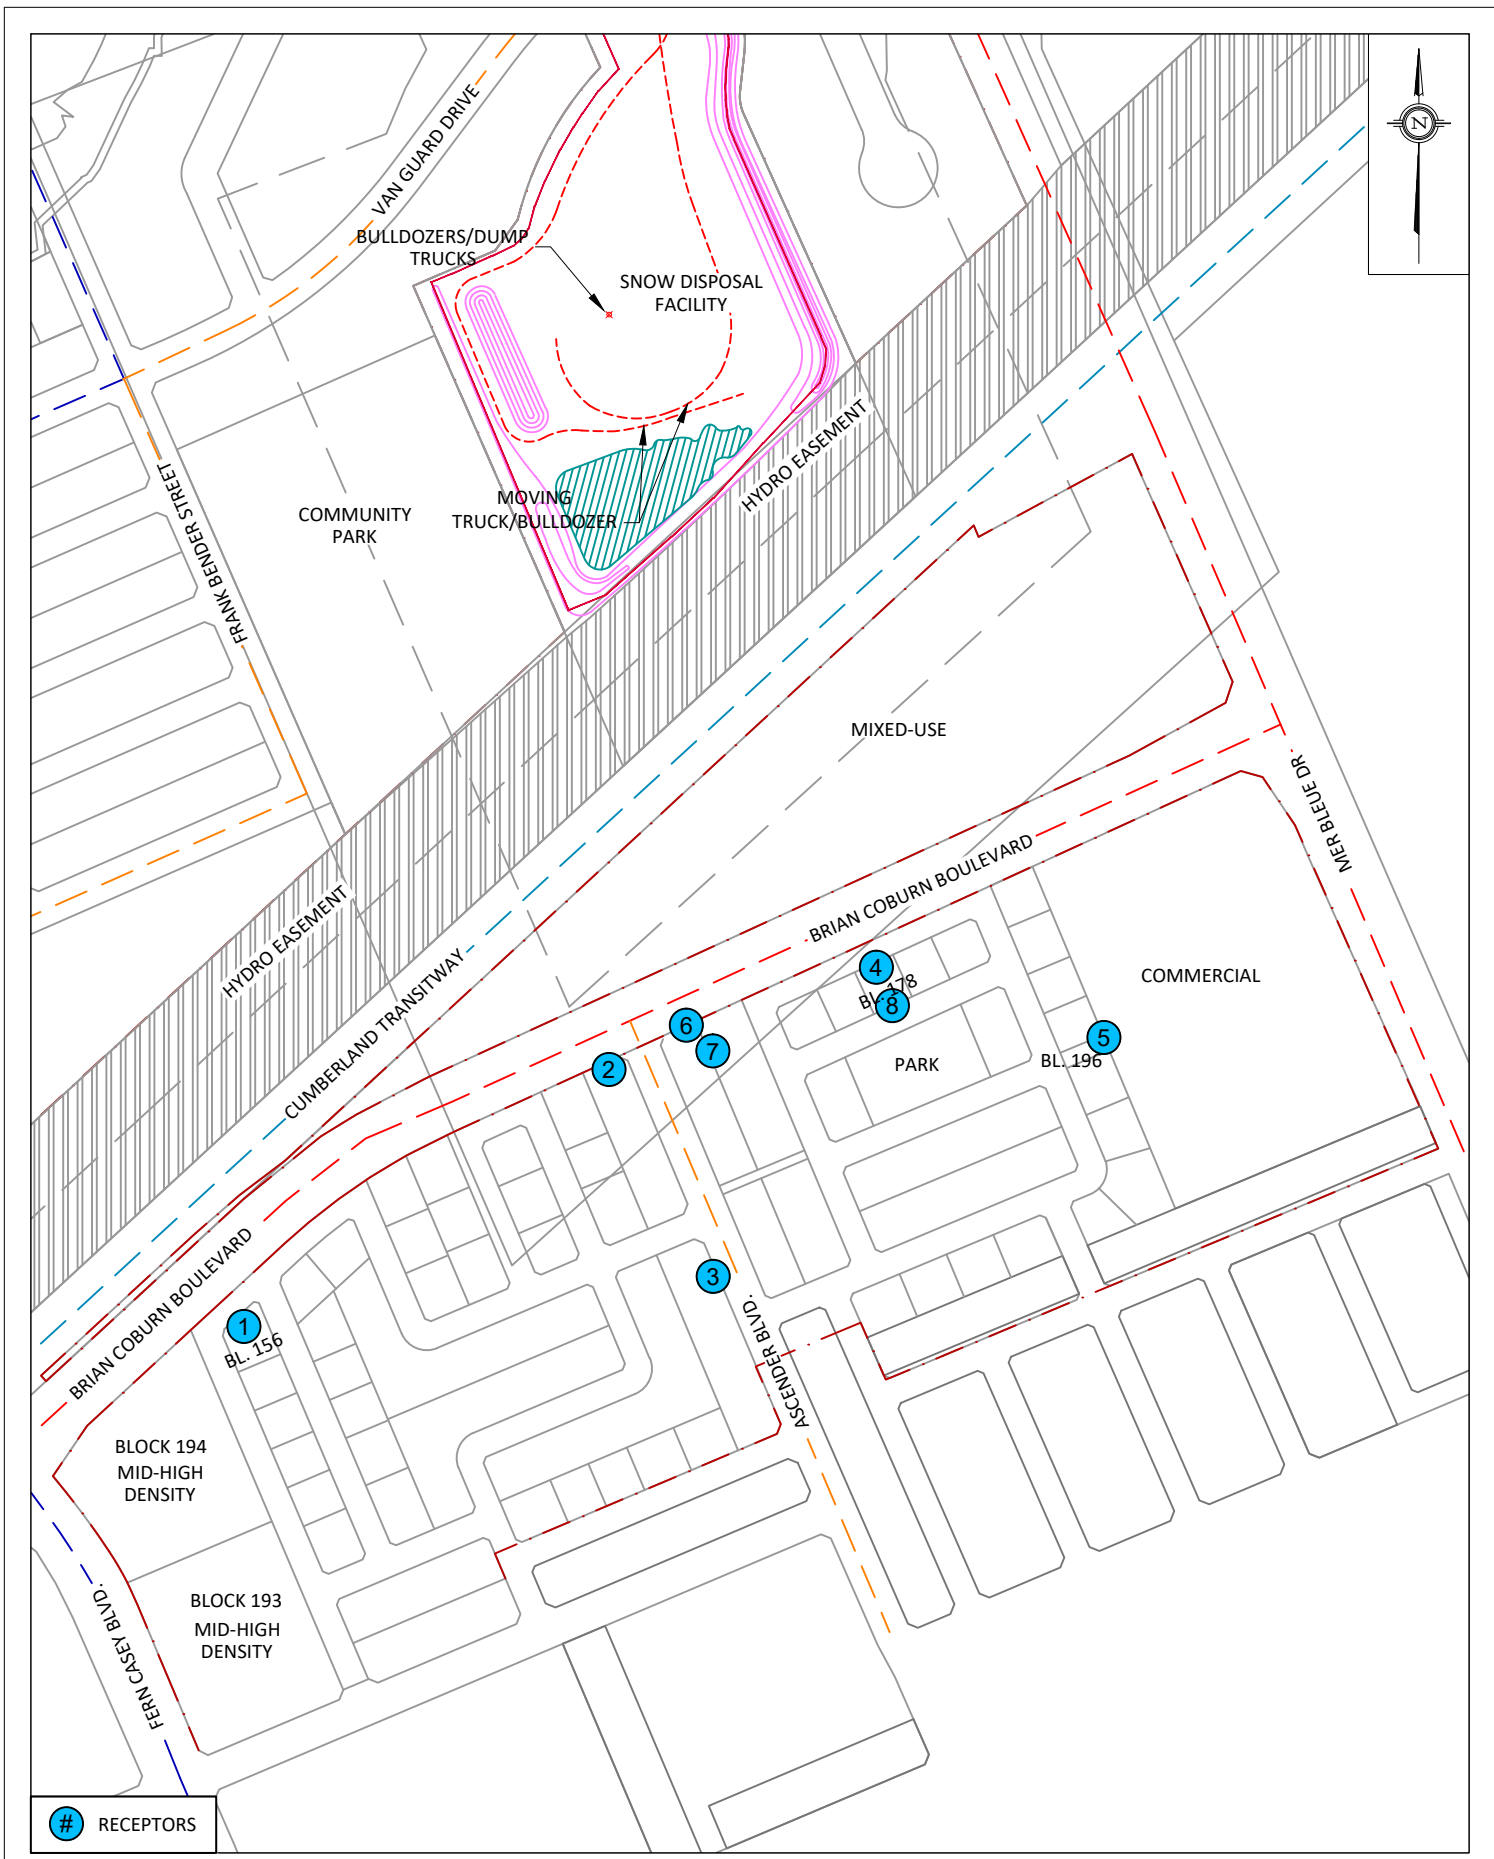 N
VAN GUARD DRIVE
BULLDOZERS/DUMP
TRUCKS
SNOW DISPOSAL
FACILITY
HYDRO EASEMENT
FRANK BENDER STREET
COMMUNITY
PARK
MOVING
TRUCK/BULLDOZER
MIXED-USE
MER BLEUE DR
BRIAN COBURN BOULEVARD
HYDRO EASEMENT
CUMBERLAND TRANSITWAY
4
BL. 178
8
COMMERCIAL
6
7
2
5
BL. 196
PARK
3
ASCENDER BLVD.
BRIAN COBURN BOULEVARD
1
BL. 156
BLOCK 194
MID-HIGH
DENSITY
BLOCK 193
MID-HIGH
DENSITY
FERN CASEY BLVD.
# RECEPTORS